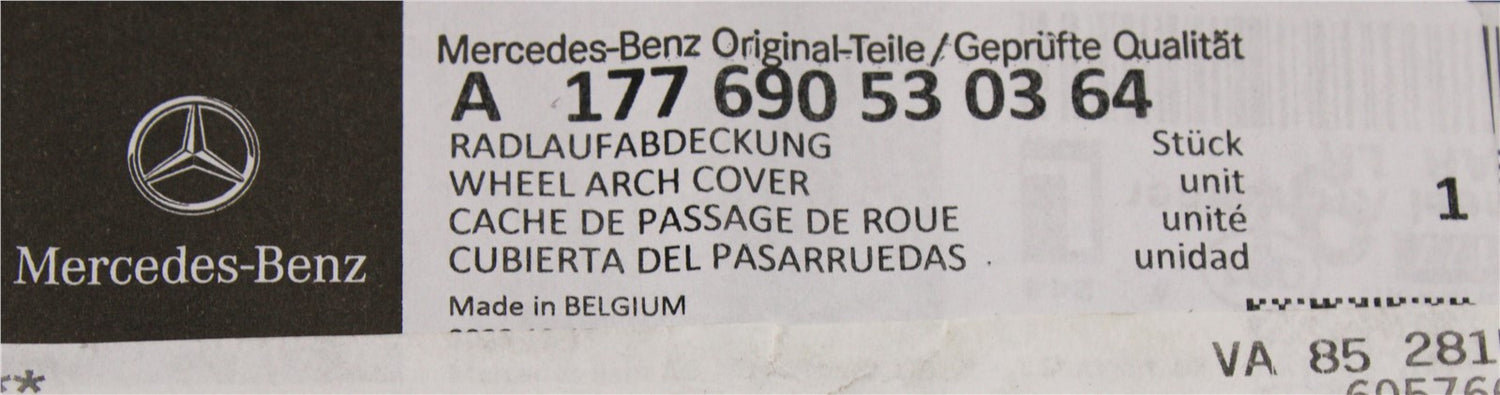 Mercedes-Benz
Mercedes-Benz Original-Teile/Geprüfte Qualität
A 177 690 53 03 64
RADLAUFABDECKUNG Stück
WHEEL ARCH COVER unit 1
CACHE DE PASSAGE DE ROUE unité
CUBIERTA DEL PASARRUEDAS unidad
Made in BELGIUM
VA 85 281
**